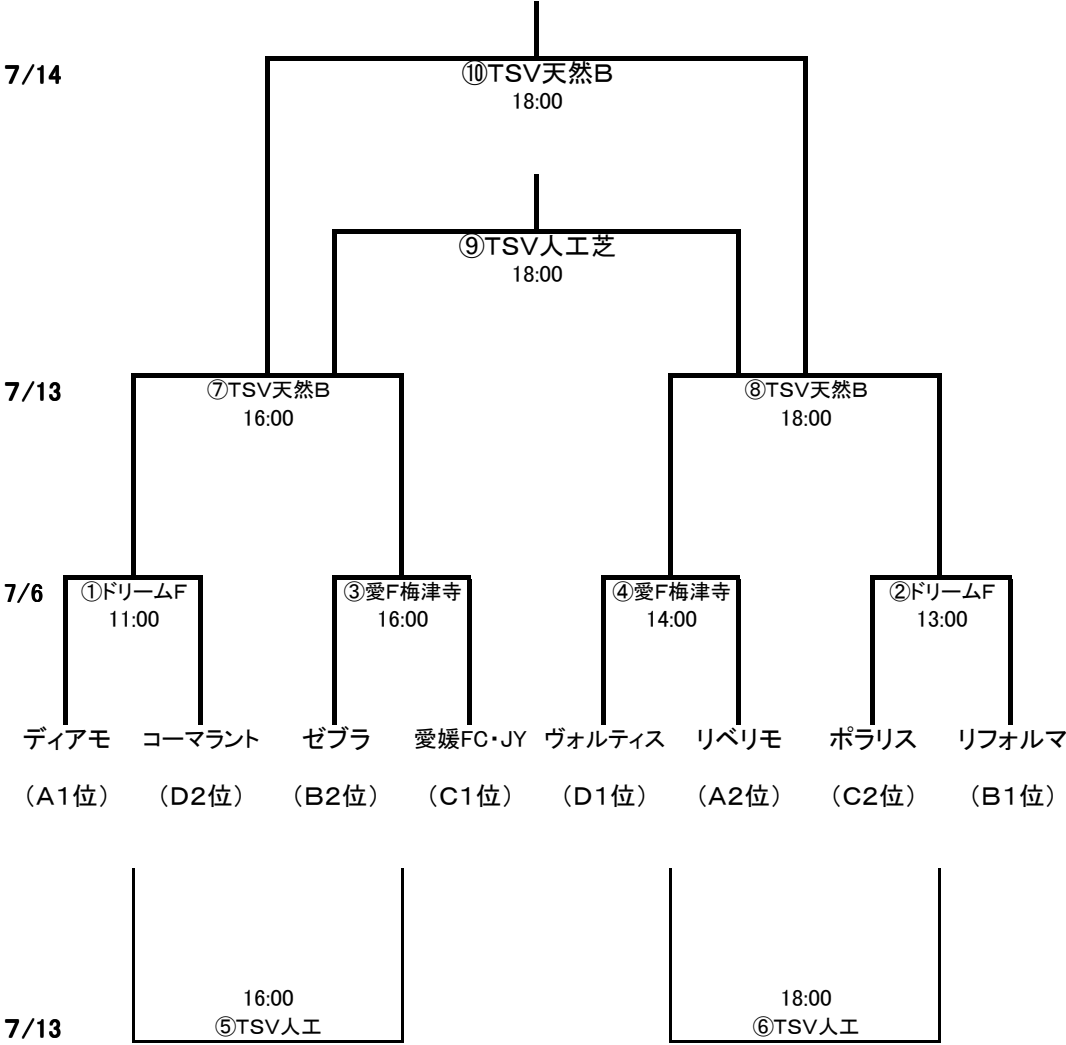 7/14
⑩TSV天然B
18:00
⑨TSV人工芝
18:00
7/13
⑦TSV天然B
⑧TSV天然B
16:00
18:00
7/6
①ドリームF
③愛F梅津寺
④愛F梅津寺
②ドリームF
11:00
16:00
14:00
13:00
ディアモ
コーマラント
ゼブラ
愛媛FC・JY
ヴォルティス
リベリモ
ポラリス
リフォルマ
（A1位）
（D2位）
（B2位）
（C1位）
（D1位）
（A2位）
（C2位）
（B1位）
16:00
18:00
7/13
⑤TSV人工
⑥TSV人工